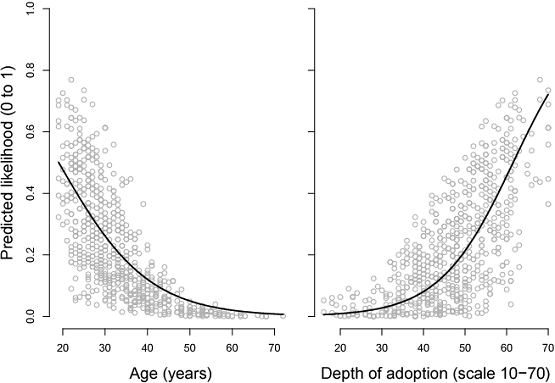 Predicted likelihood (0 to 1)
1.0
0.8
0.6
0.4
0.2
0.0
20 30 40 50 60 70
Age (years)
20 30 40 50 60 70
Depth of adoption (scale 10−70)